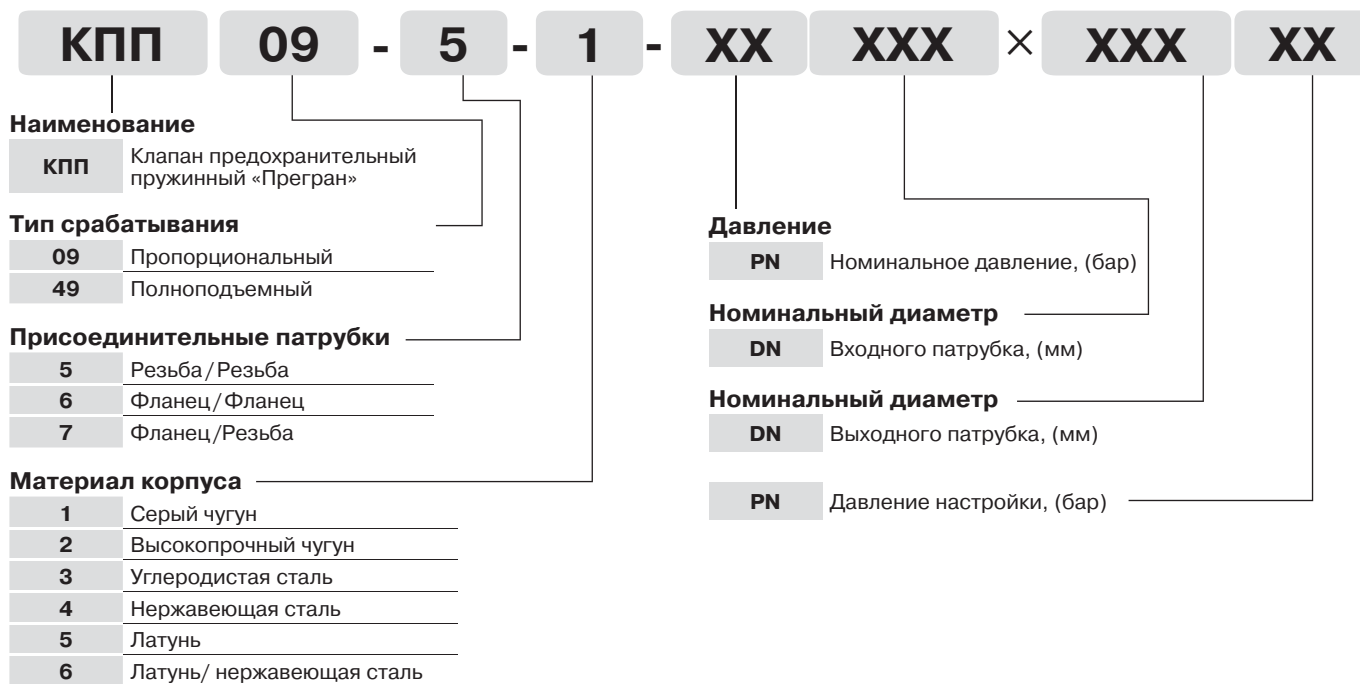 КПП 09 - 5 - 1 - XX XXX × XXX XX
Наименование
КПП Клапан предохранительный
пружинный «Прегран»
Тип срабатывания
09 Пропорциональный
49 Полноподъемный
Присоединительные патрубки
5 Резьба/Резьба
6 Фланец/Фланец
7 Фланец/Резьба
Материал корпуса
1 Серый чугун
2 Высокопрочный чугун
3 Углеродистая сталь
4 Нержавеющая сталь
5 Латунь
6 Латунь/ нержавеющая сталь
Давление
PN Номинальное давление, (бар)
Номинальный диаметр
DN Входного патрубка, (мм)
Номинальный диаметр
DN Выходного патрубка, (мм)
PN Давление настройки, (бар)